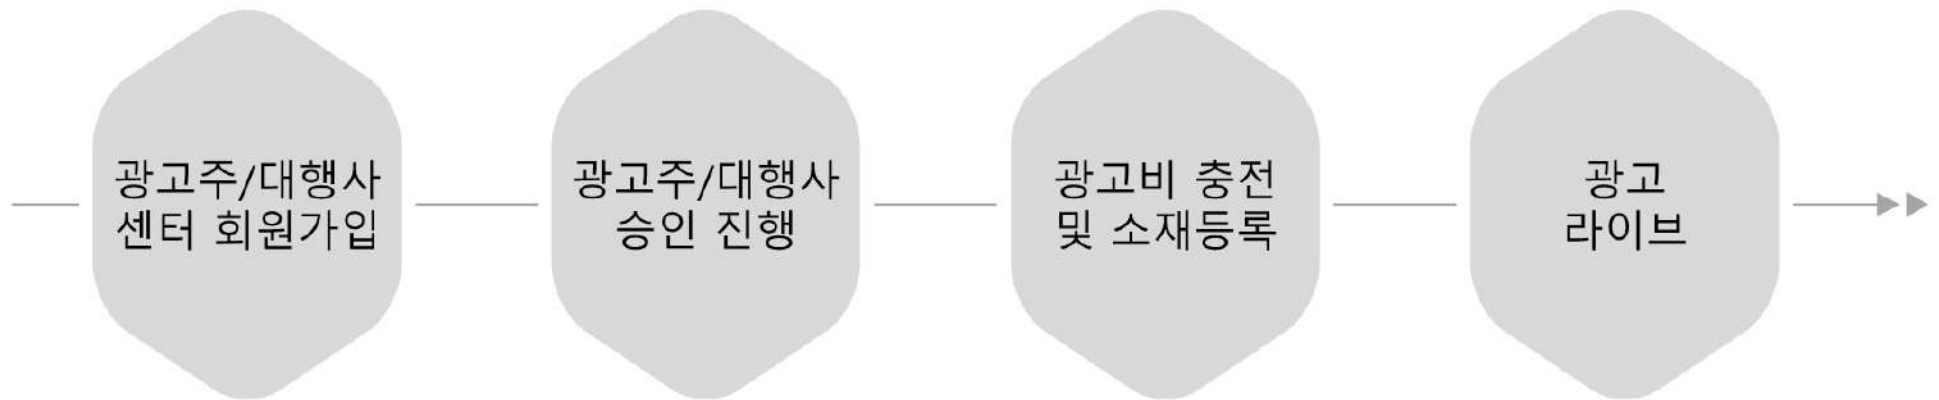 광고주/대행사
센터 회원가입
광고주/대행사
승인 진행
광고비 충전
및 소재등록
광고
라이브